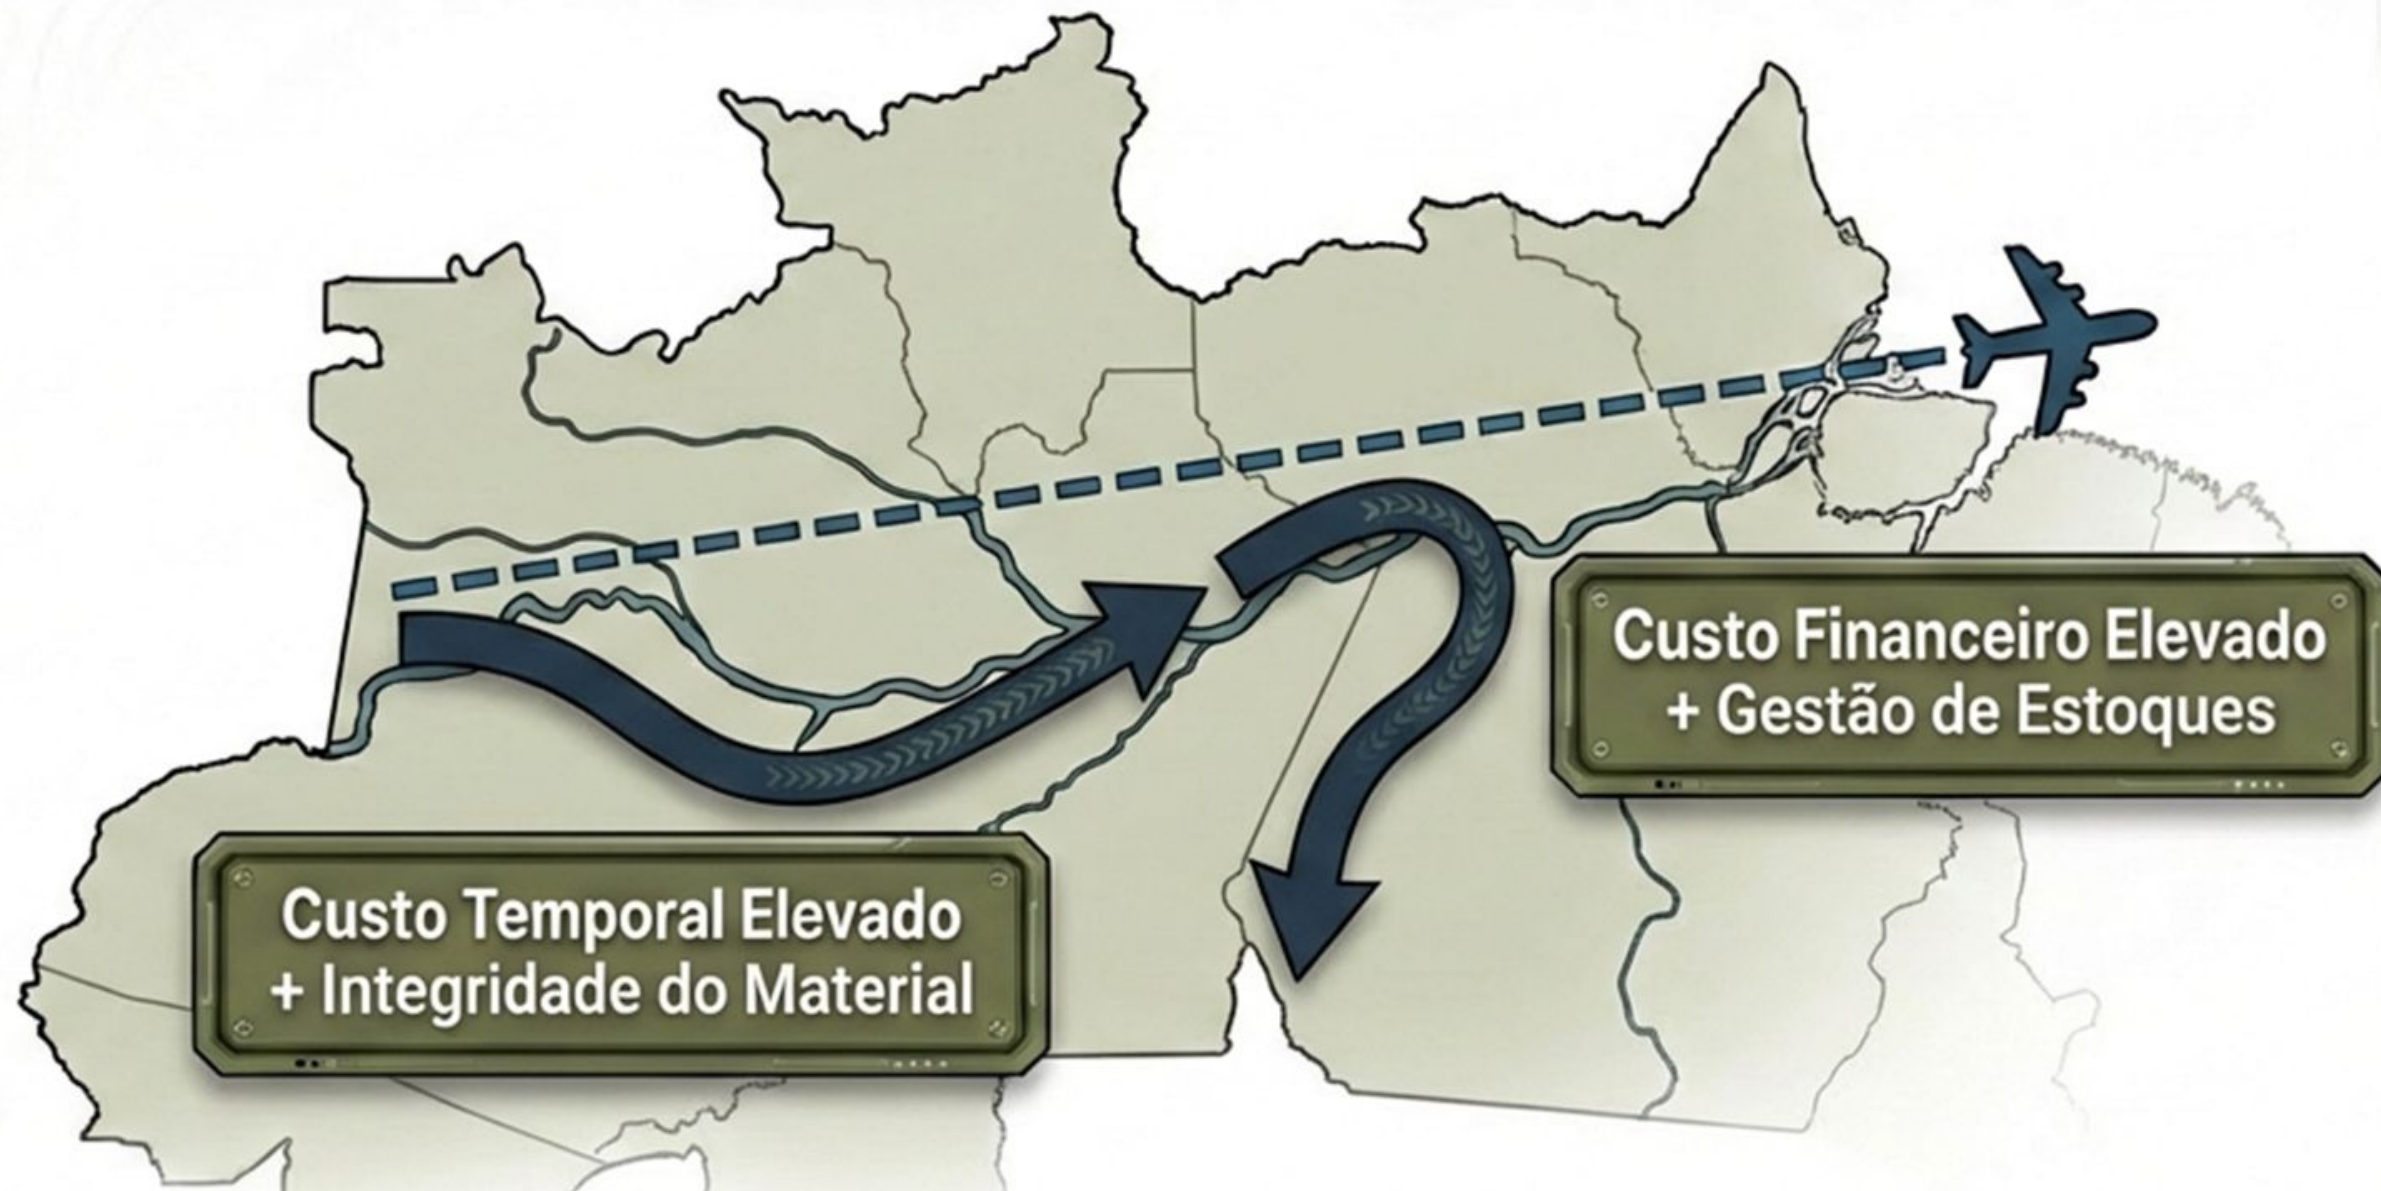 Custo Financeiro Elevado
+ Gestão de Estoques
Custo Temporal Elevado
+ Integridade do Material